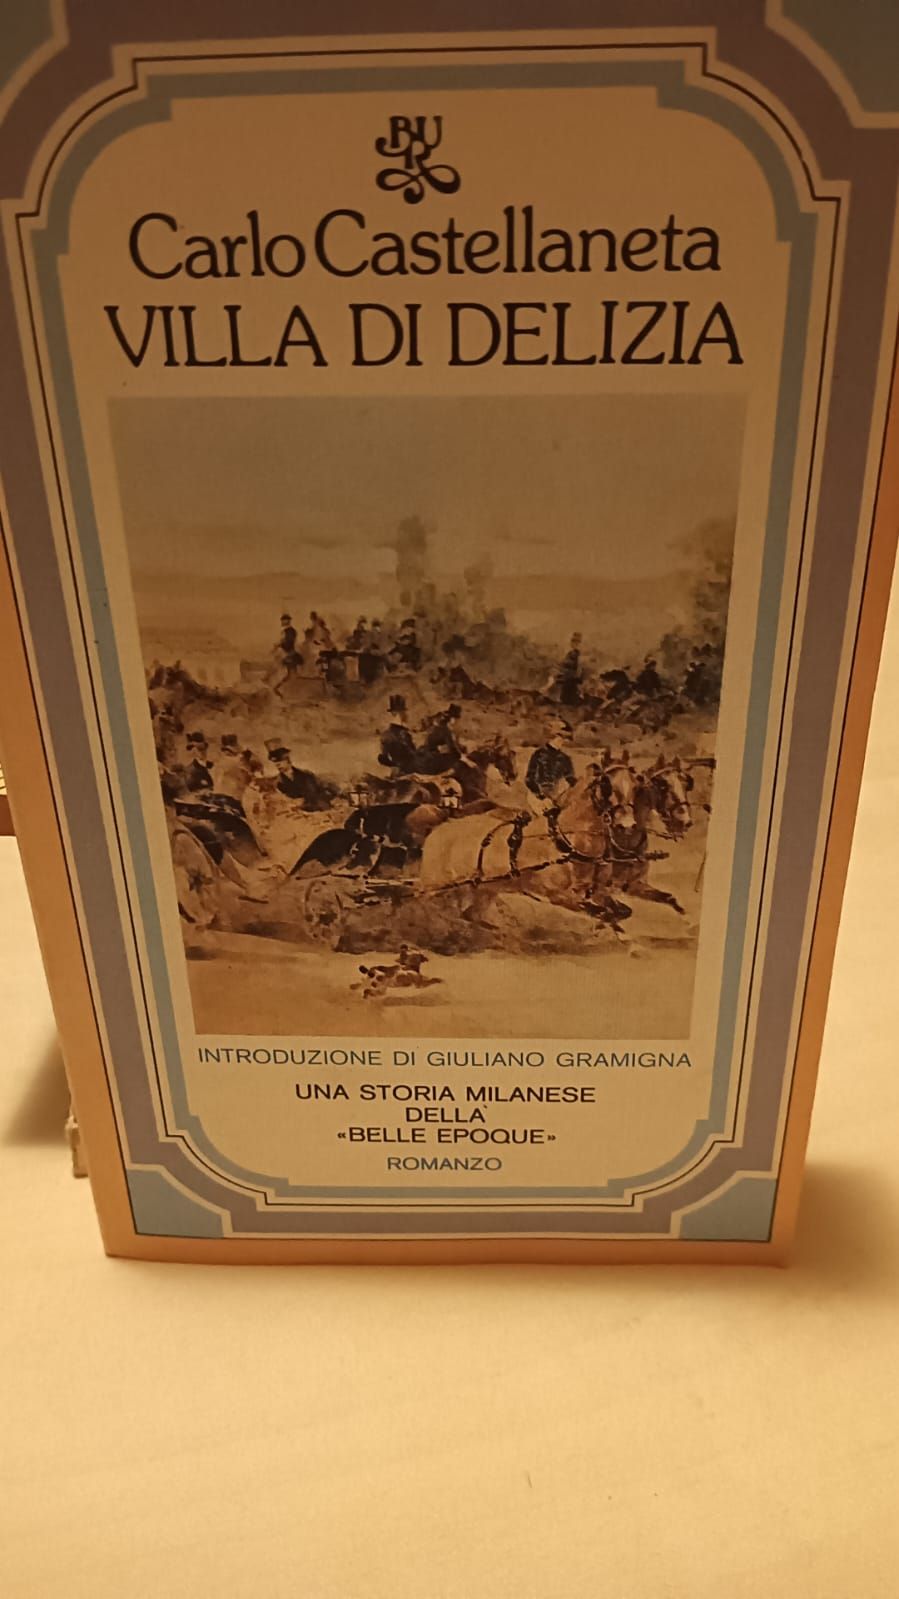 BUR
Carlo Castellaneta
VILLA DI DELIZIA
INTRODUZIONE DI GIULIANO GRAMIGNA
UNA STORIA MILANESE
DELLA
«BELLE EPOQUE»
ROMANZO